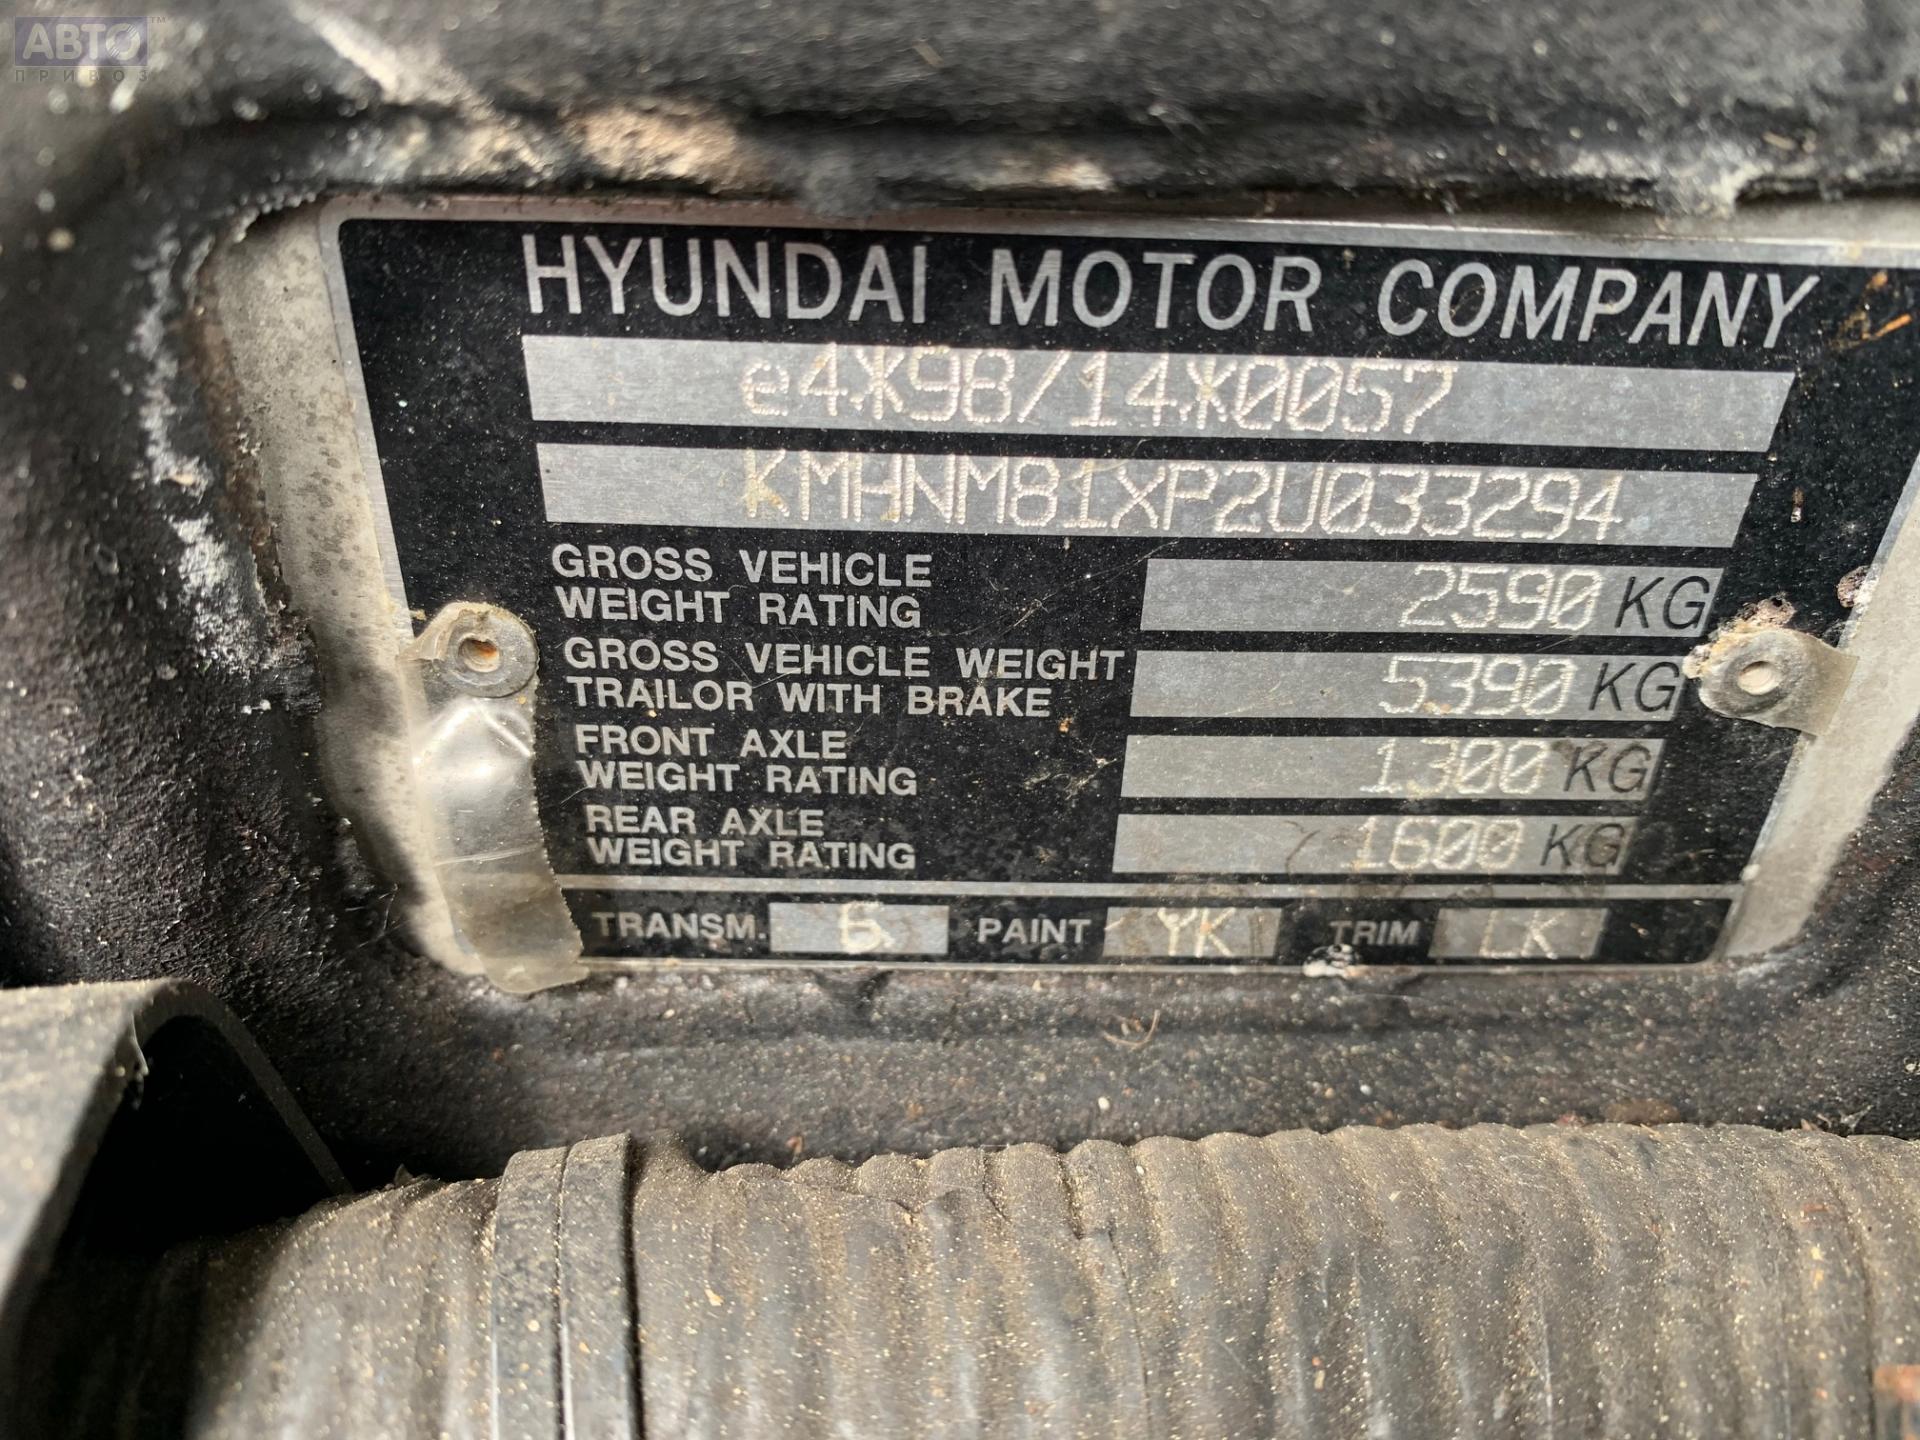 АВТО™
ПРИВОЗ
HYUNDAI MOTOR COMPANY
e4*98/14*0057
KMHNM81XP2U033294
GROSS VEHICLE
WEIGHT RATING 2590 KG
GROSS VEHICLE WEIGHT
TRAILOR WITH BRAKE 5390 KG
FRONT AXLE
WEIGHT RATING 1300 KG
REAR AXLE
WEIGHT RATING 1600 KG
TRANSM. 6 PAINT YK TRIM LK